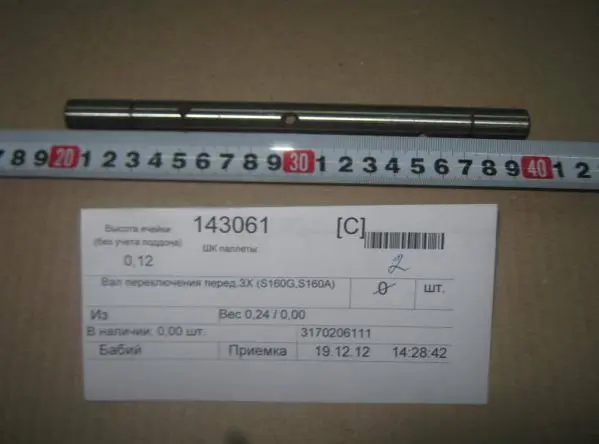 7 8 9 20 1 2 3 4 5 6 7 8 9 30 1 2 3 4 5 6 7 8 9 40 1 2
Высота ячейки 143061 [C]
(без учета поддона) ШК паллеты
0,12 2
Вал переключения перед.ЗХ (S160G,S160A) 0 шт.
Из Вес 0,24 / 0,00
В наличии: 0,00 шт. 3170206111
Бабий Приемка 19.12.12 14:28:42